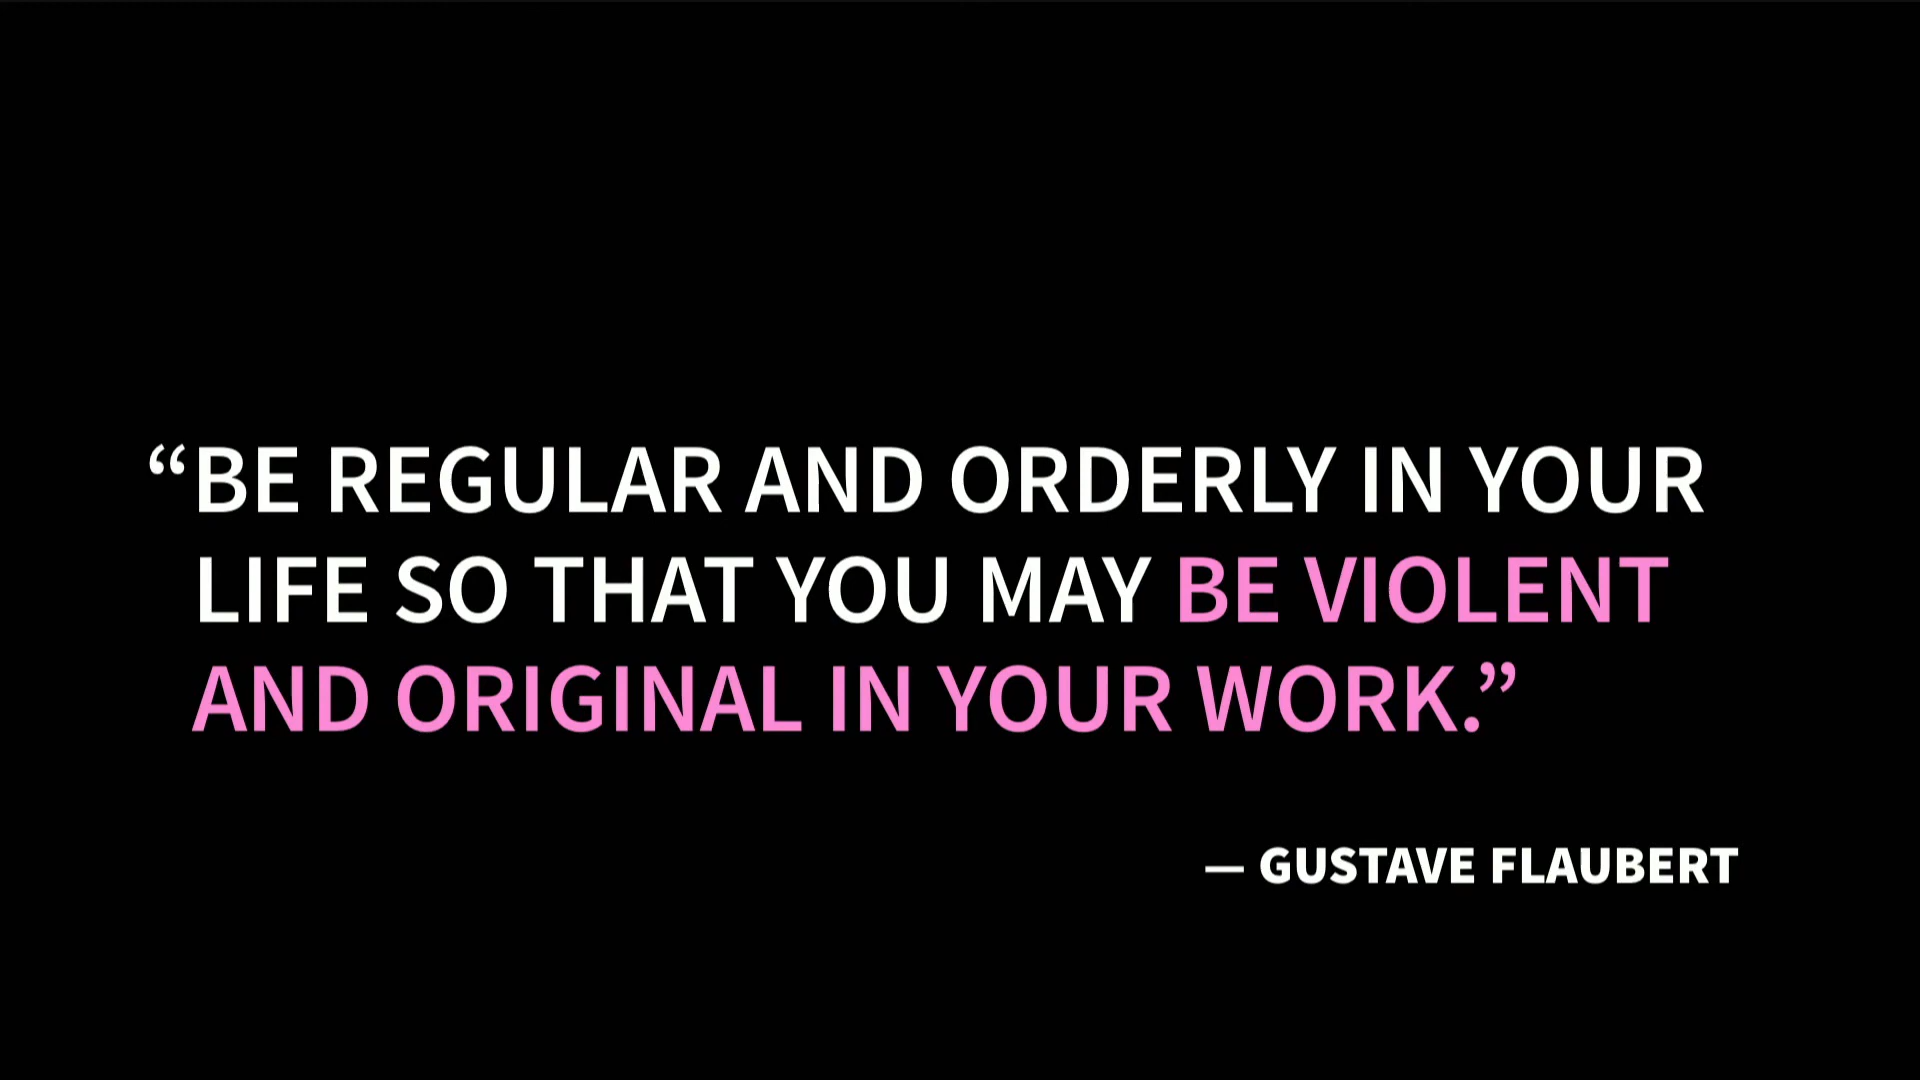 “BE REGULAR AND ORDERLY IN YOUR
LIFE SO THAT YOU MAY BE VIOLENT
AND ORIGINAL IN YOUR WORK.”
— GUSTAVE FLAUBERT